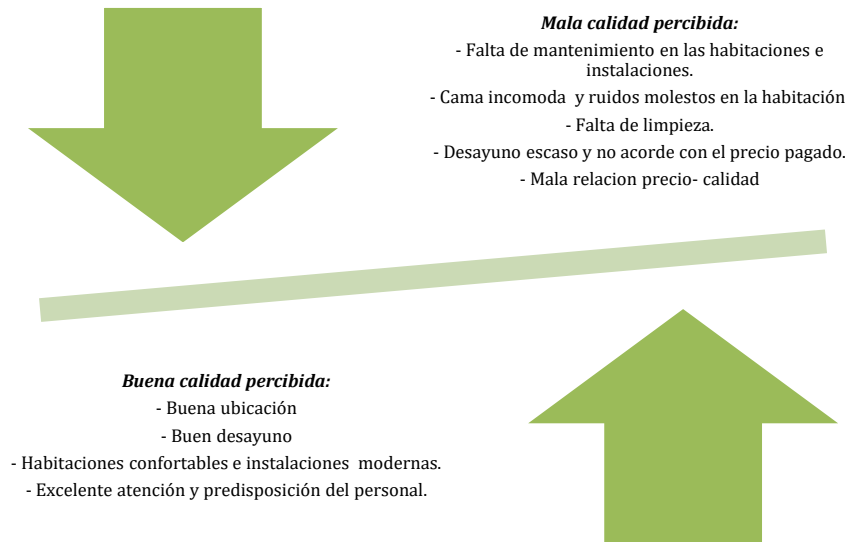 Mala calidad percibida:
- Falta de mantenimiento en las habitaciones e
instalaciones.
- Cama incomoda  y ruidos molestos en la habitación
- Falta de limpieza.
- Desayuno escaso y no acorde con el precio pagado.
- Mala relacion precio- calidad
Buena calidad percibida:
- Buena ubicación
- Buen desayuno
- Habitaciones confortables e instalaciones  modernas.
- Excelente atención y predisposición del personal.